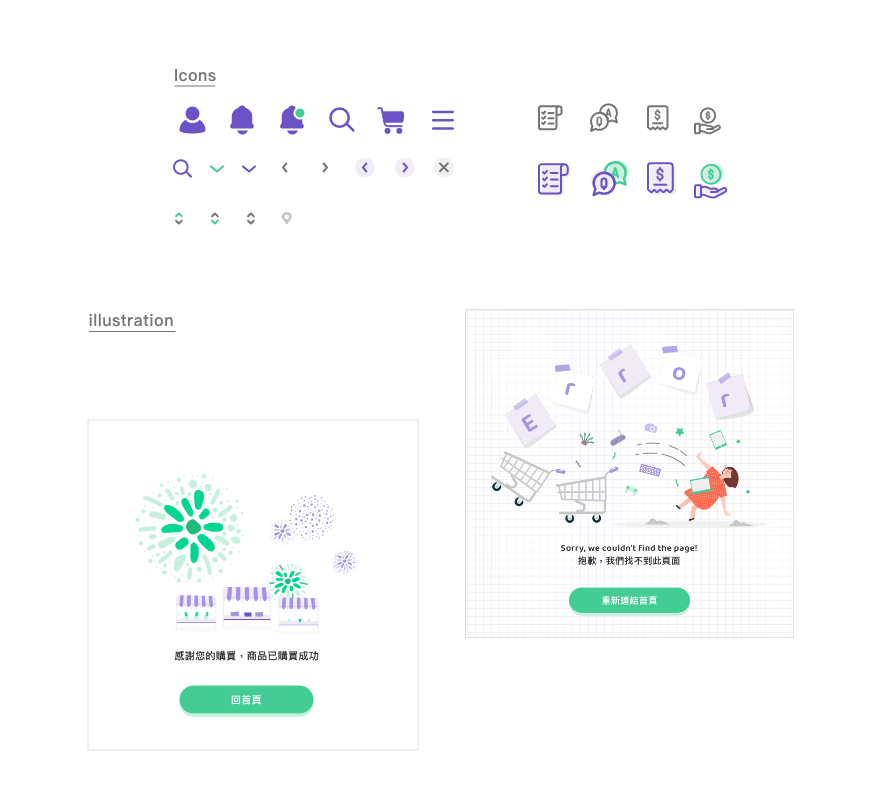 Icons
A
Q
$
$
A
Q
$
$
illustration
Error
Sorry, we couldn't find the page!
抱歉，我們找不到此頁面
重新連結首頁
感謝您的購買，商品已購買成功
回首頁